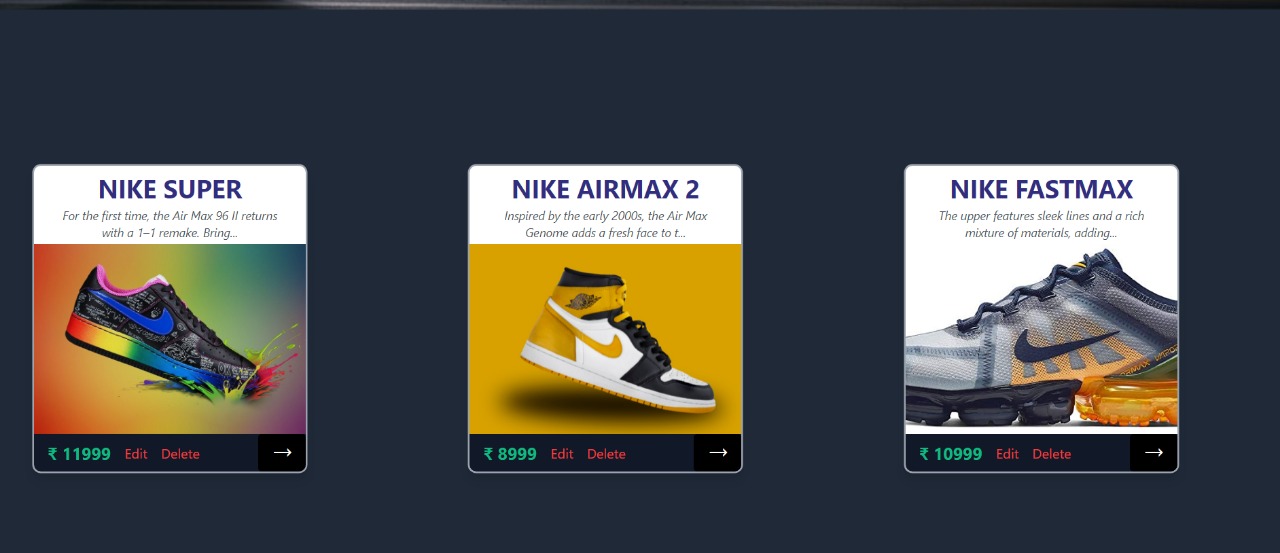 NIKE SUPER
For the first time, the Air Max 96 II returns
with a 1–1 remake. Bring...
₹ 11999 Edit Delete →
NIKE AIRMAX 2
Inspired by the early 2000s, the Air Max
Genome adds a fresh face to t...
₹ 8999 Edit Delete →
NIKE FASTMAX
The upper features sleek lines and a rich
mixture of materials, adding...
₹ 10999 Edit Delete →